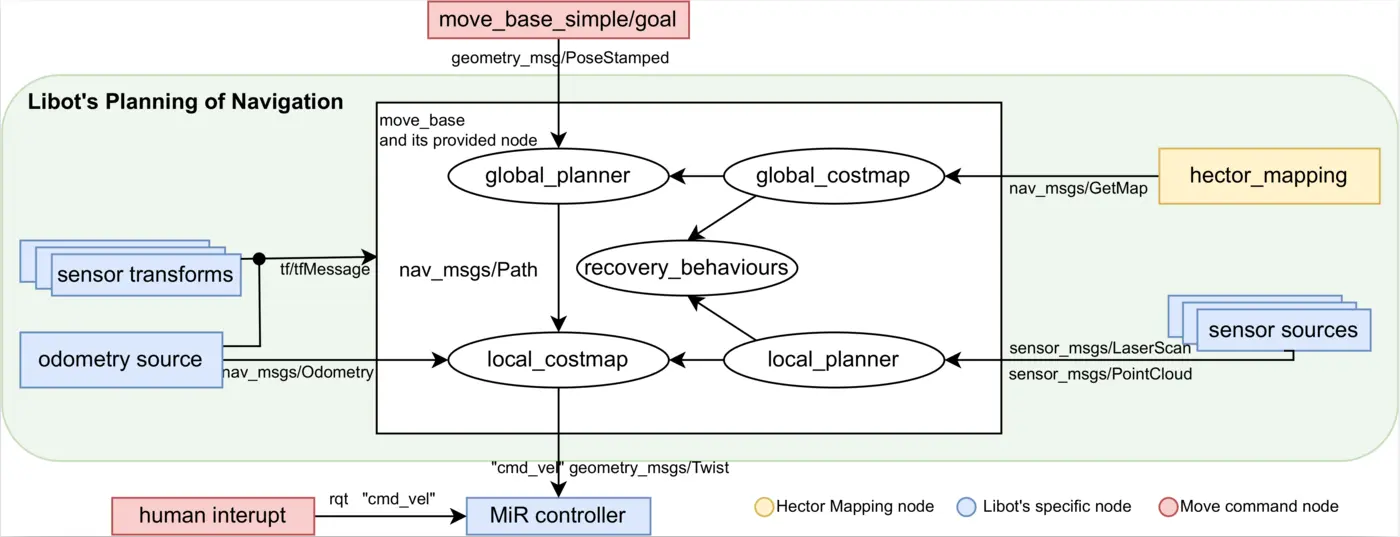 move_base_simple/goal
geometry_msg/PoseStamped
Libot's Planning of Navigation
move_base
and its provided node
global_planner
global_costmap
nav_msgs/GetMap
hector_mapping
sensor transforms
tf/tfMessage
nav_msgs/Path
recovery_behaviours
odometry source
nav_msgs/Odometry
local_costmap
local_planner
sensor_msgs/LaserScan
sensor_msgs/PointCloud
sensor sources
"cmd_vel" geometry_msgs/Twist
human interupt
rqt "cmd_vel"
MiR controller
Hector Mapping node
Libot's specific node
Move command node